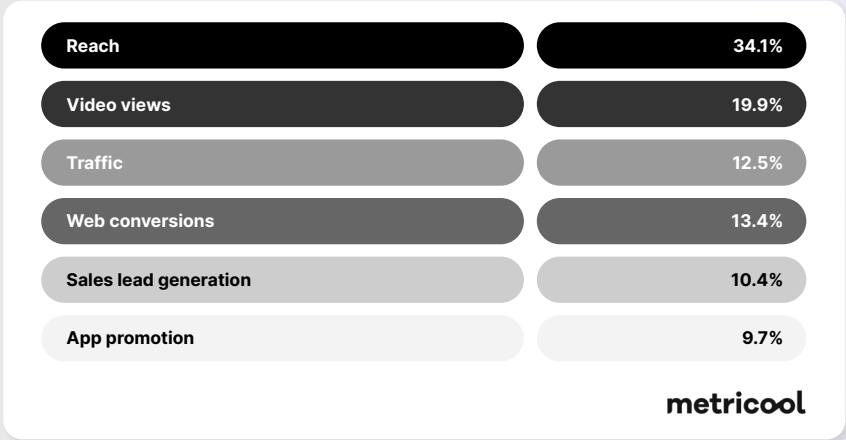 Reach 34.1%
Video views 19.9%
Traffic 12.5%
Web conversions 13.4%
Sales lead generation 10.4%
App promotion 9.7%
metricool